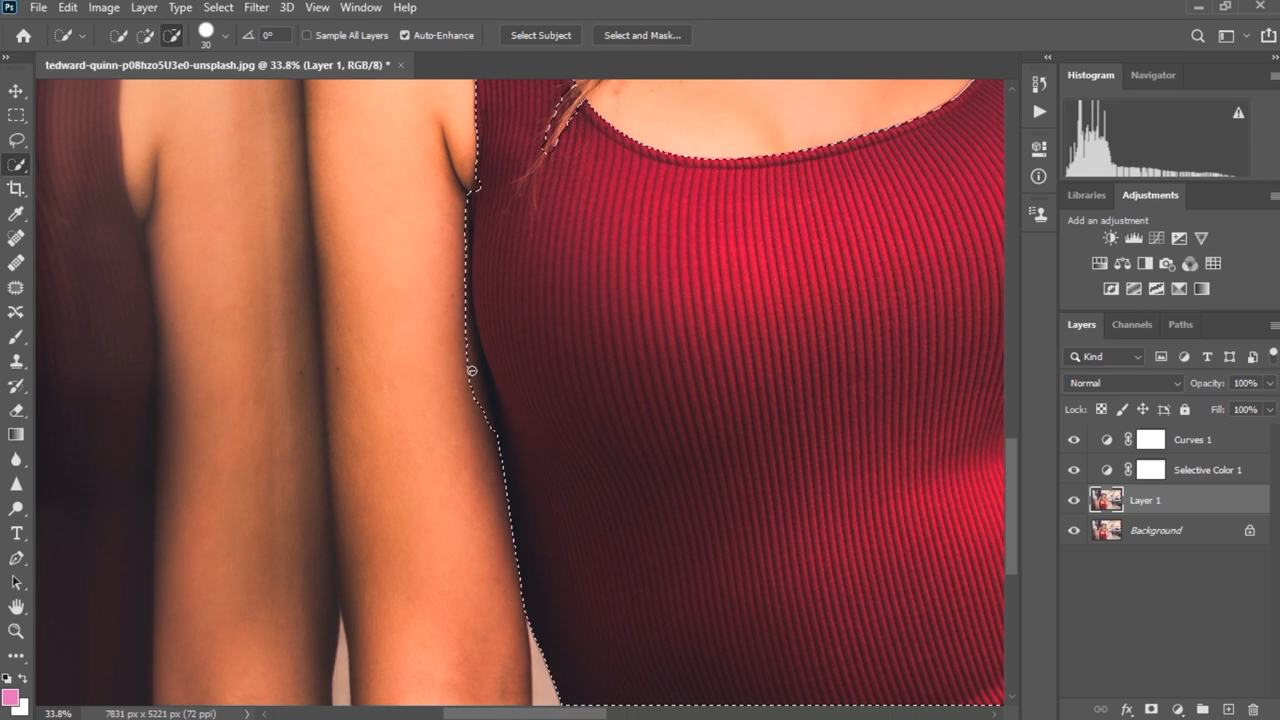 Ps File Edit Image Layer Type Select Filter 3D View Window Help
30 0° Sample All Layers Auto-Enhance Select Subject Select and Mask...
tedward-quinn-p08hzo5U3e0-unsplash.jpg @ 33.8% (Layer 1, RGB/8) *
Histogram Navigator
Libraries Adjustments
Add an adjustment
Layers Channels Paths
Kind
Normal Opacity: 100%
Lock: Fill: 100%
Curves 1
Selective Color 1
Layer 1
Background
33.8% 7831 px x 5221 px (72 ppi)